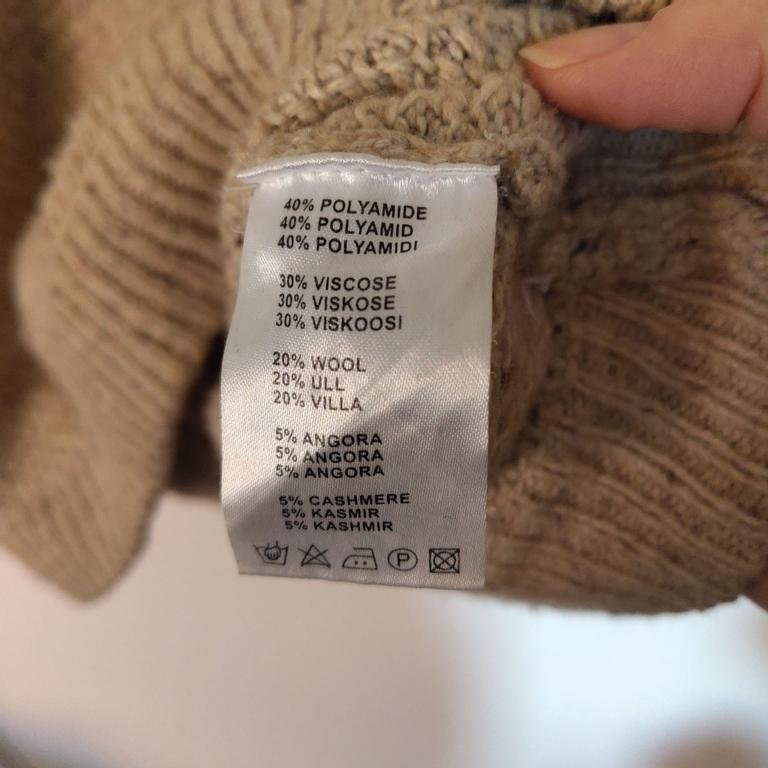 40% POLYAMIDE
40% POLYAMID
40% POLYAMIDI
30% VISCOSE
30% VISKOSE
30% VISKOOSI
20% WOOL
20% ULL
20% VILLA
5% ANGORA
5% ANGORA
5% ANGORA
5% CASHMERE
5% KASMIR
5% KASHMIR
P